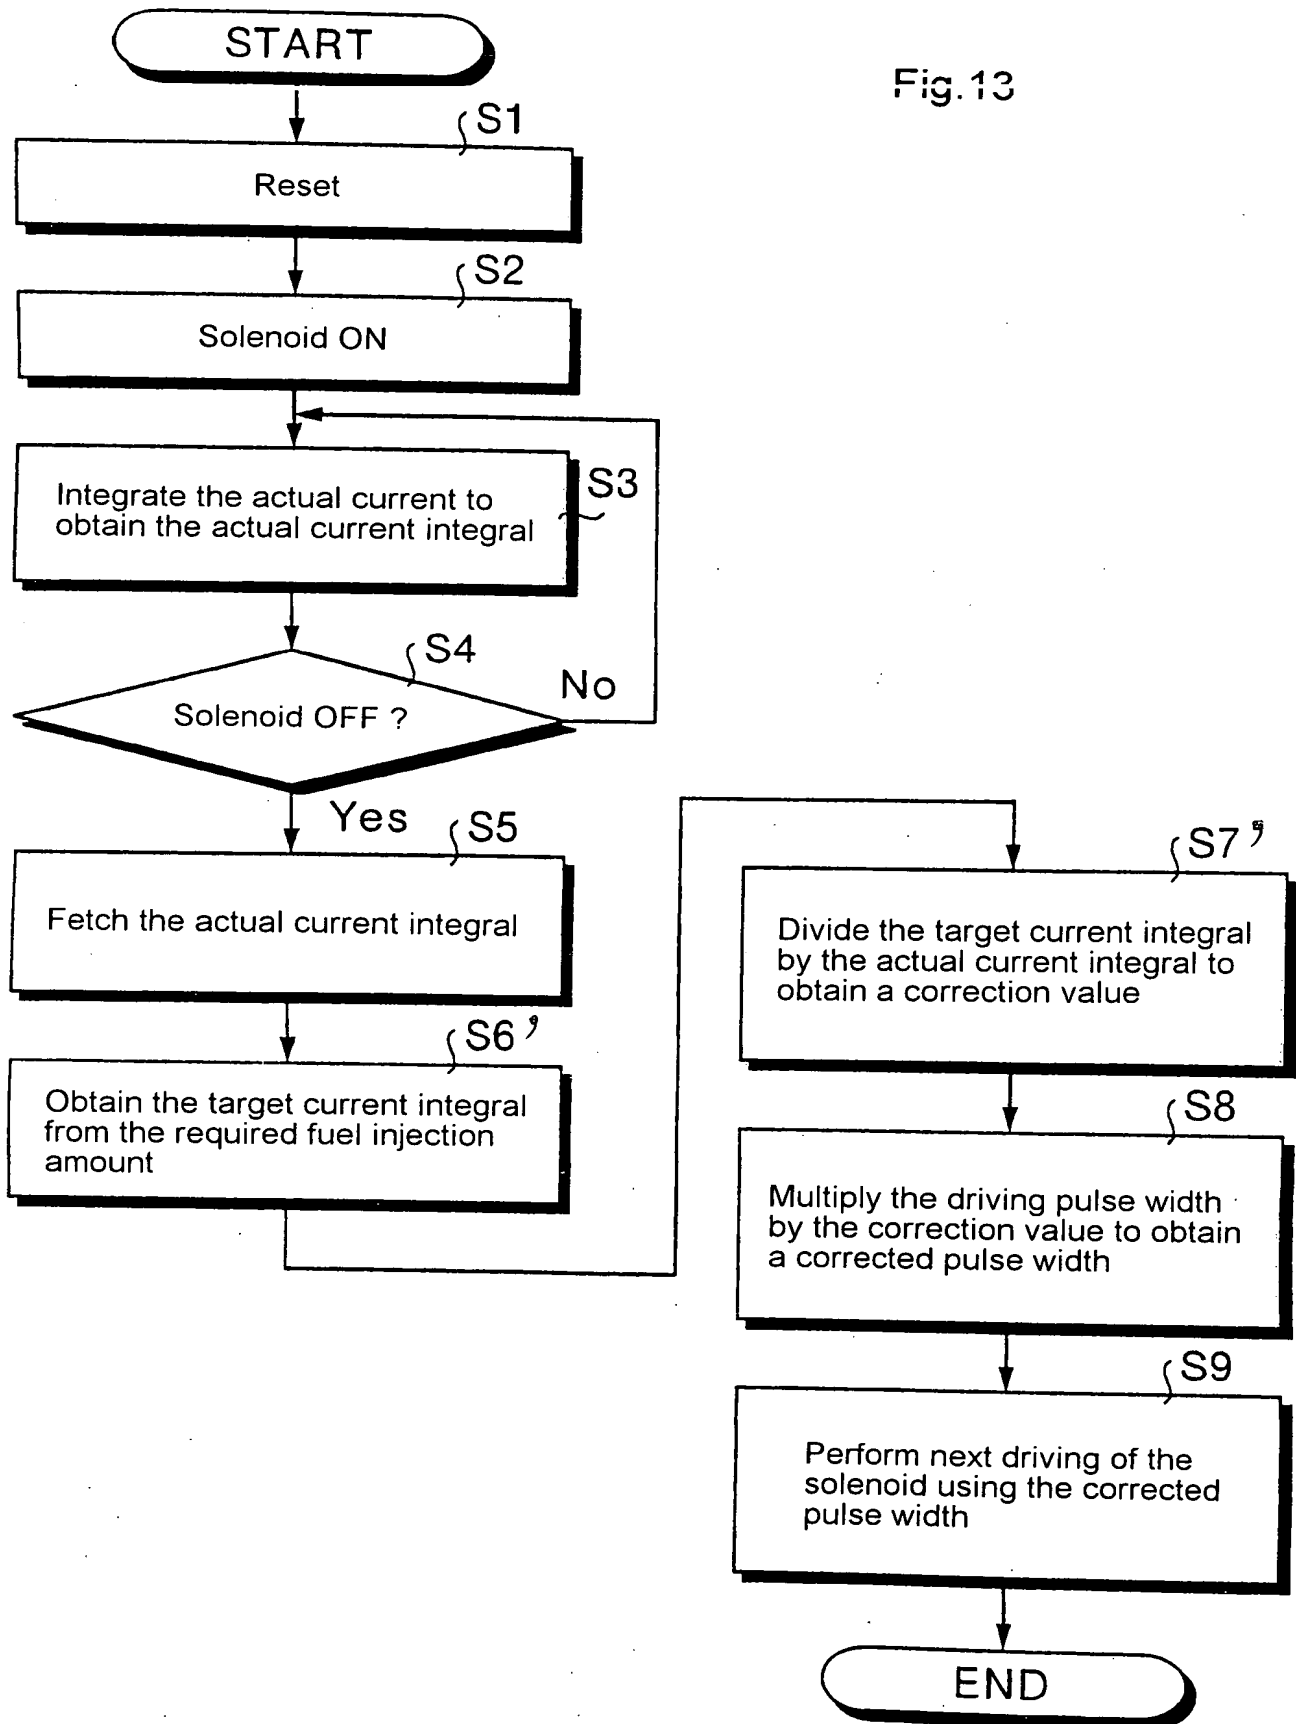 START
Fig.13
S1
Reset
S2
Solenoid ON
S3
Integrate the actual current to
obtain the actual current integral
S4
Solenoid OFF ?
No
Yes
S5
Fetch the actual current integral
S6'
Obtain the target current integral
from the required fuel injection
amount
S7'
Divide the target current integral
by the actual current integral to
obtain a correction value
S8
Multiply the driving pulse width
by the correction value to obtain
a corrected pulse width
S9
Perform next driving of the
solenoid using the corrected
pulse width
END